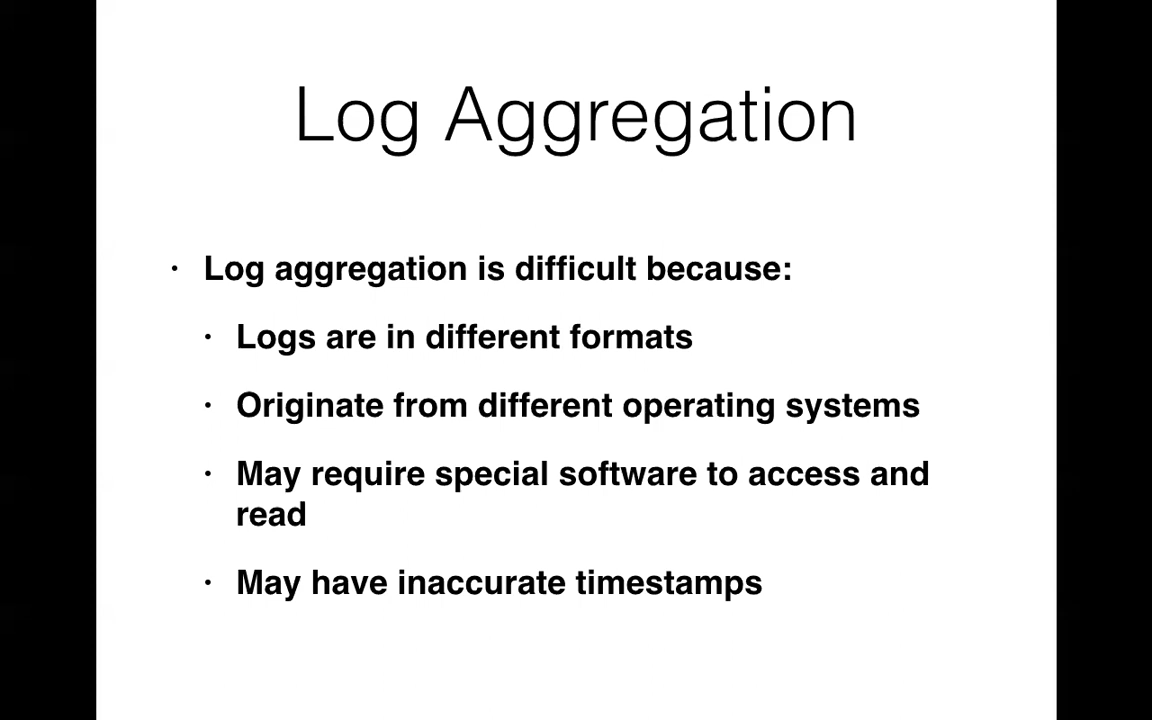 Log Aggregation
• Log aggregation is difficult because:
• Logs are in different formats
• Originate from different operating systems
• May require special software to access and
read
• May have inaccurate timestamps